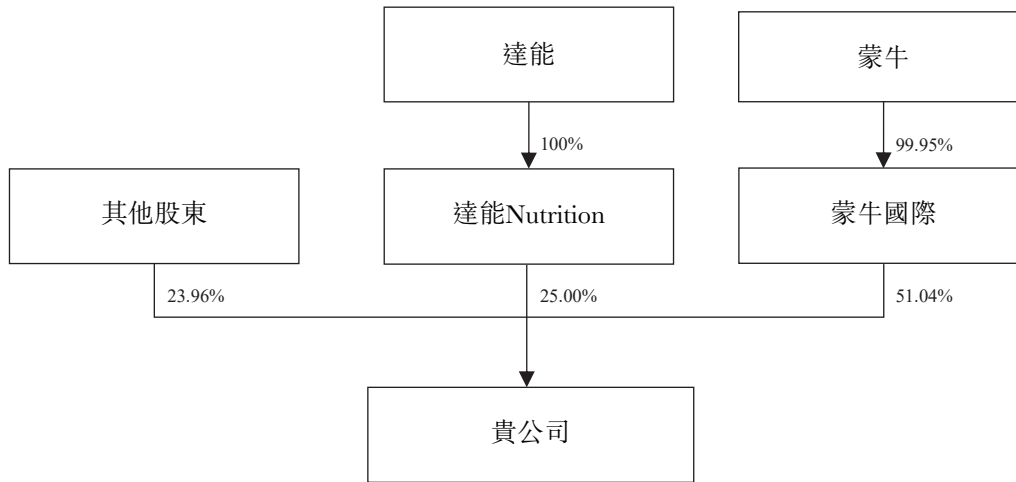 達能
蒙牛
100%
99.95%
其他股東
達能Nutrition
蒙牛國際
23.96%
25.00%
51.04%
貴公司